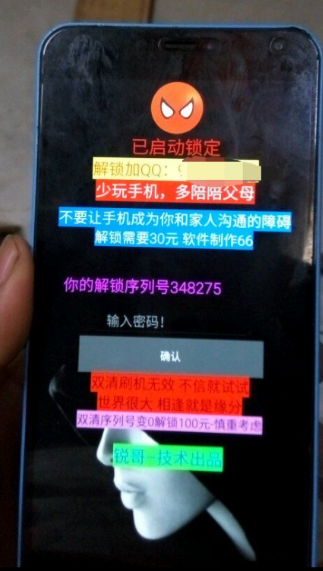 已启动锁定
解锁加QQ：9
少玩手机，多陪陪父母
不要让手机成为你和家人沟通的障碍
解锁需要30元 软件制作66
你的解锁序列号348275
输入密码！
确认
双清刷机无效 不信就试试
世界很大 相逢就是缘分
双清序列号变0解锁100元-慎重考虑
锐哥-技术出品